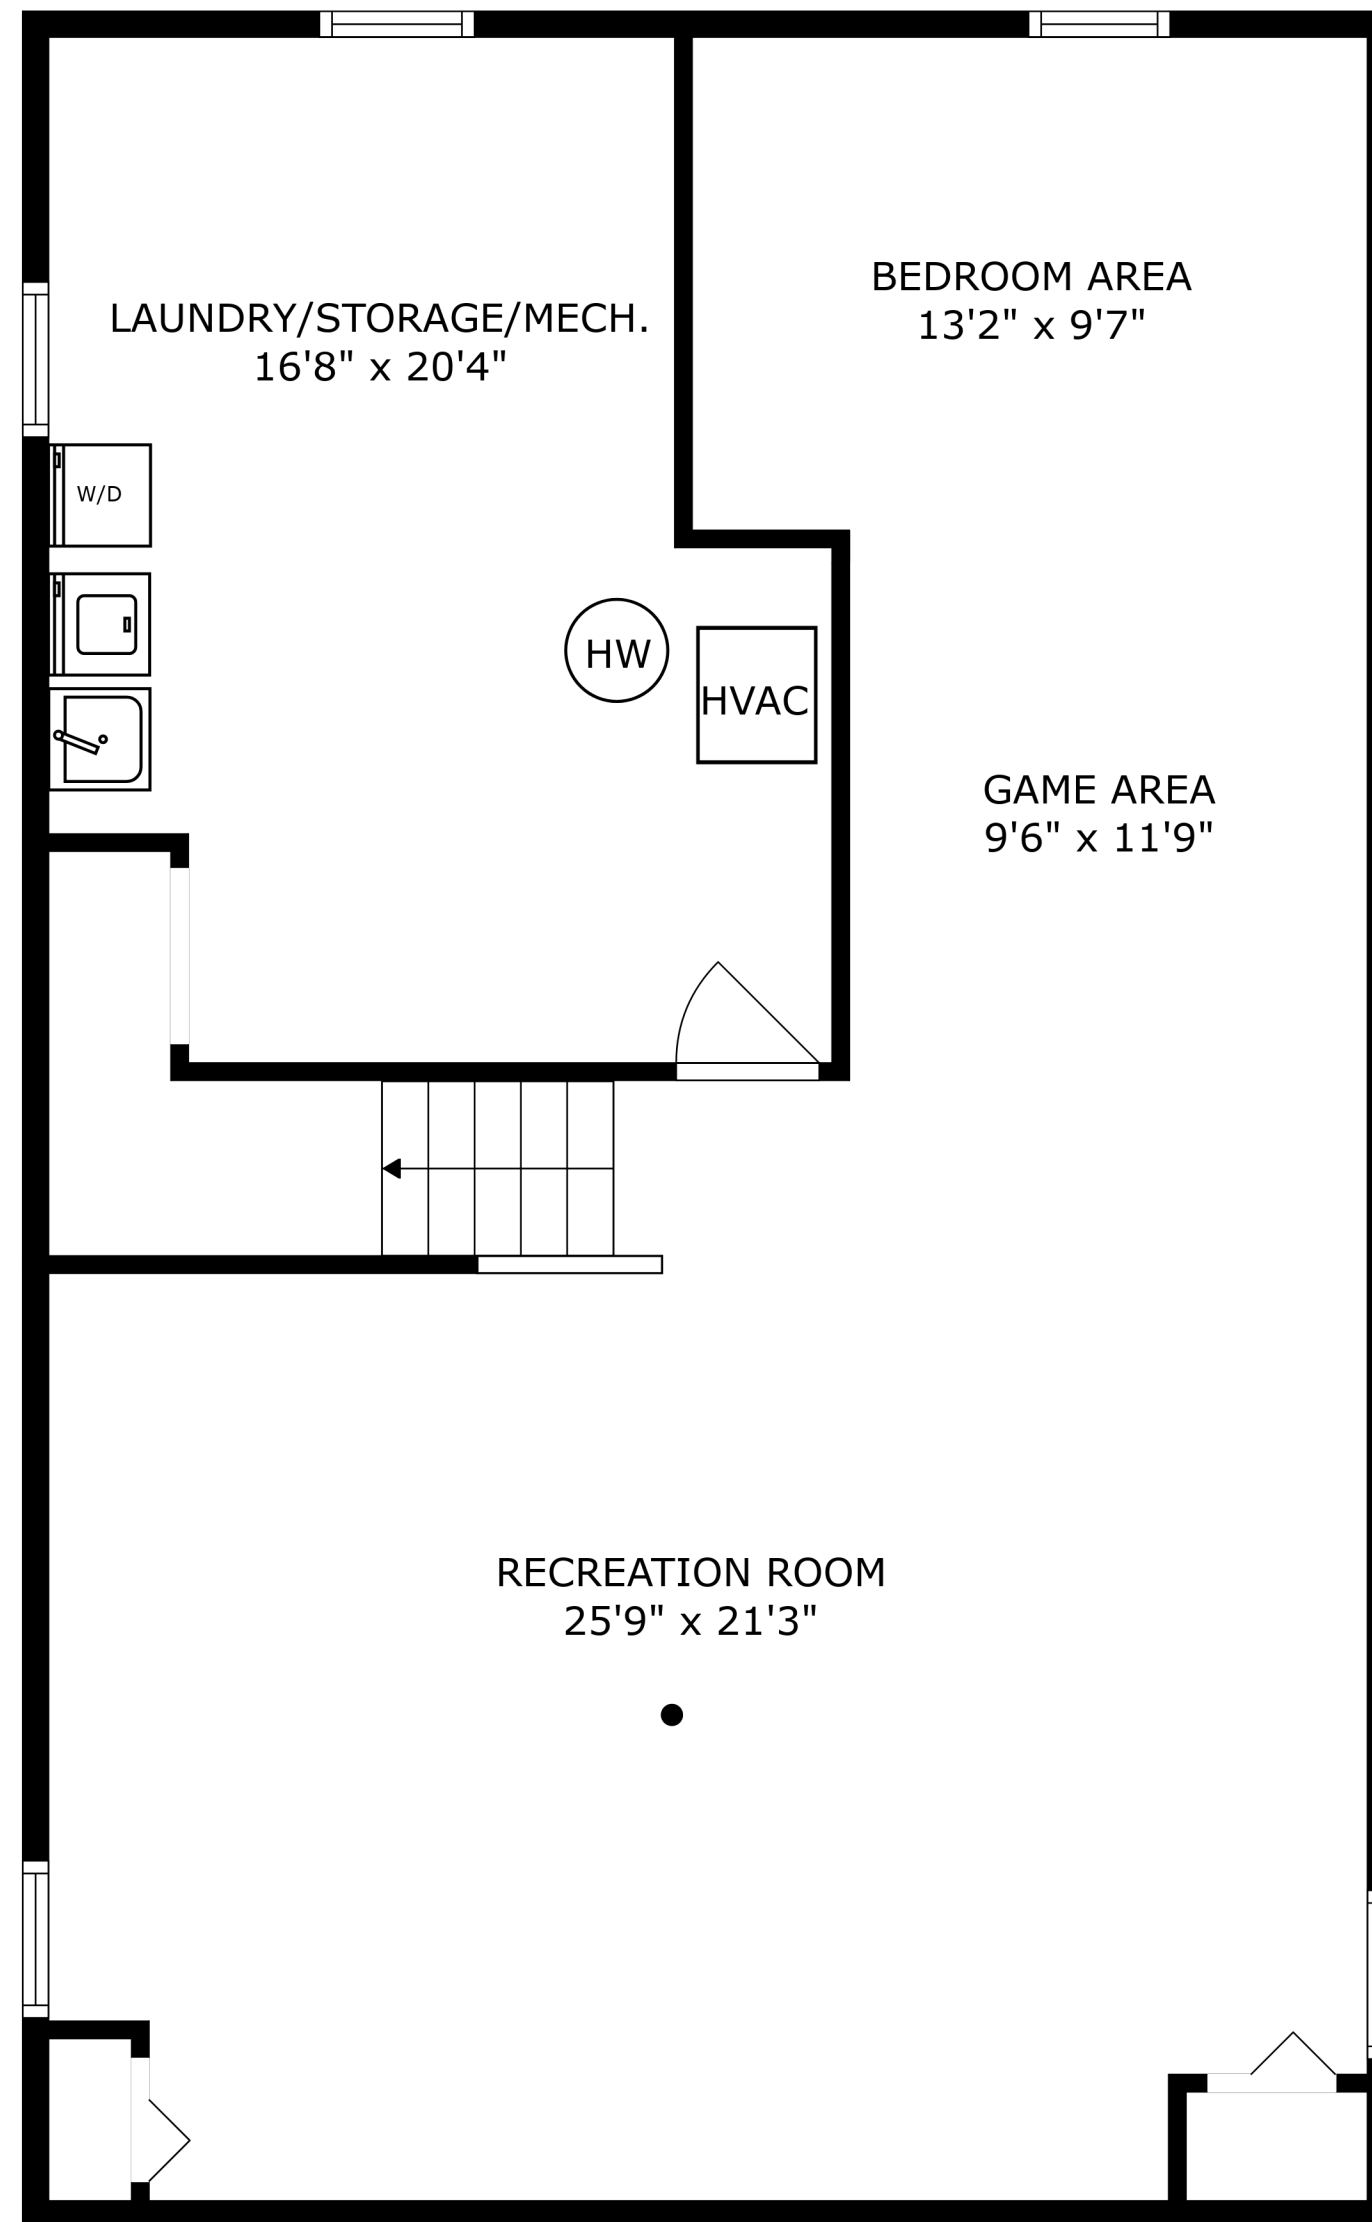 BEDROOM AREA
13'2" x 9'7"
LAUNDRY/STORAGE/MECH.
16'8" x 20'4"
W/D
HW
HVAC
GAME AREA
9'6" x 11'9"
RECREATION ROOM
25'9" x 21'3"